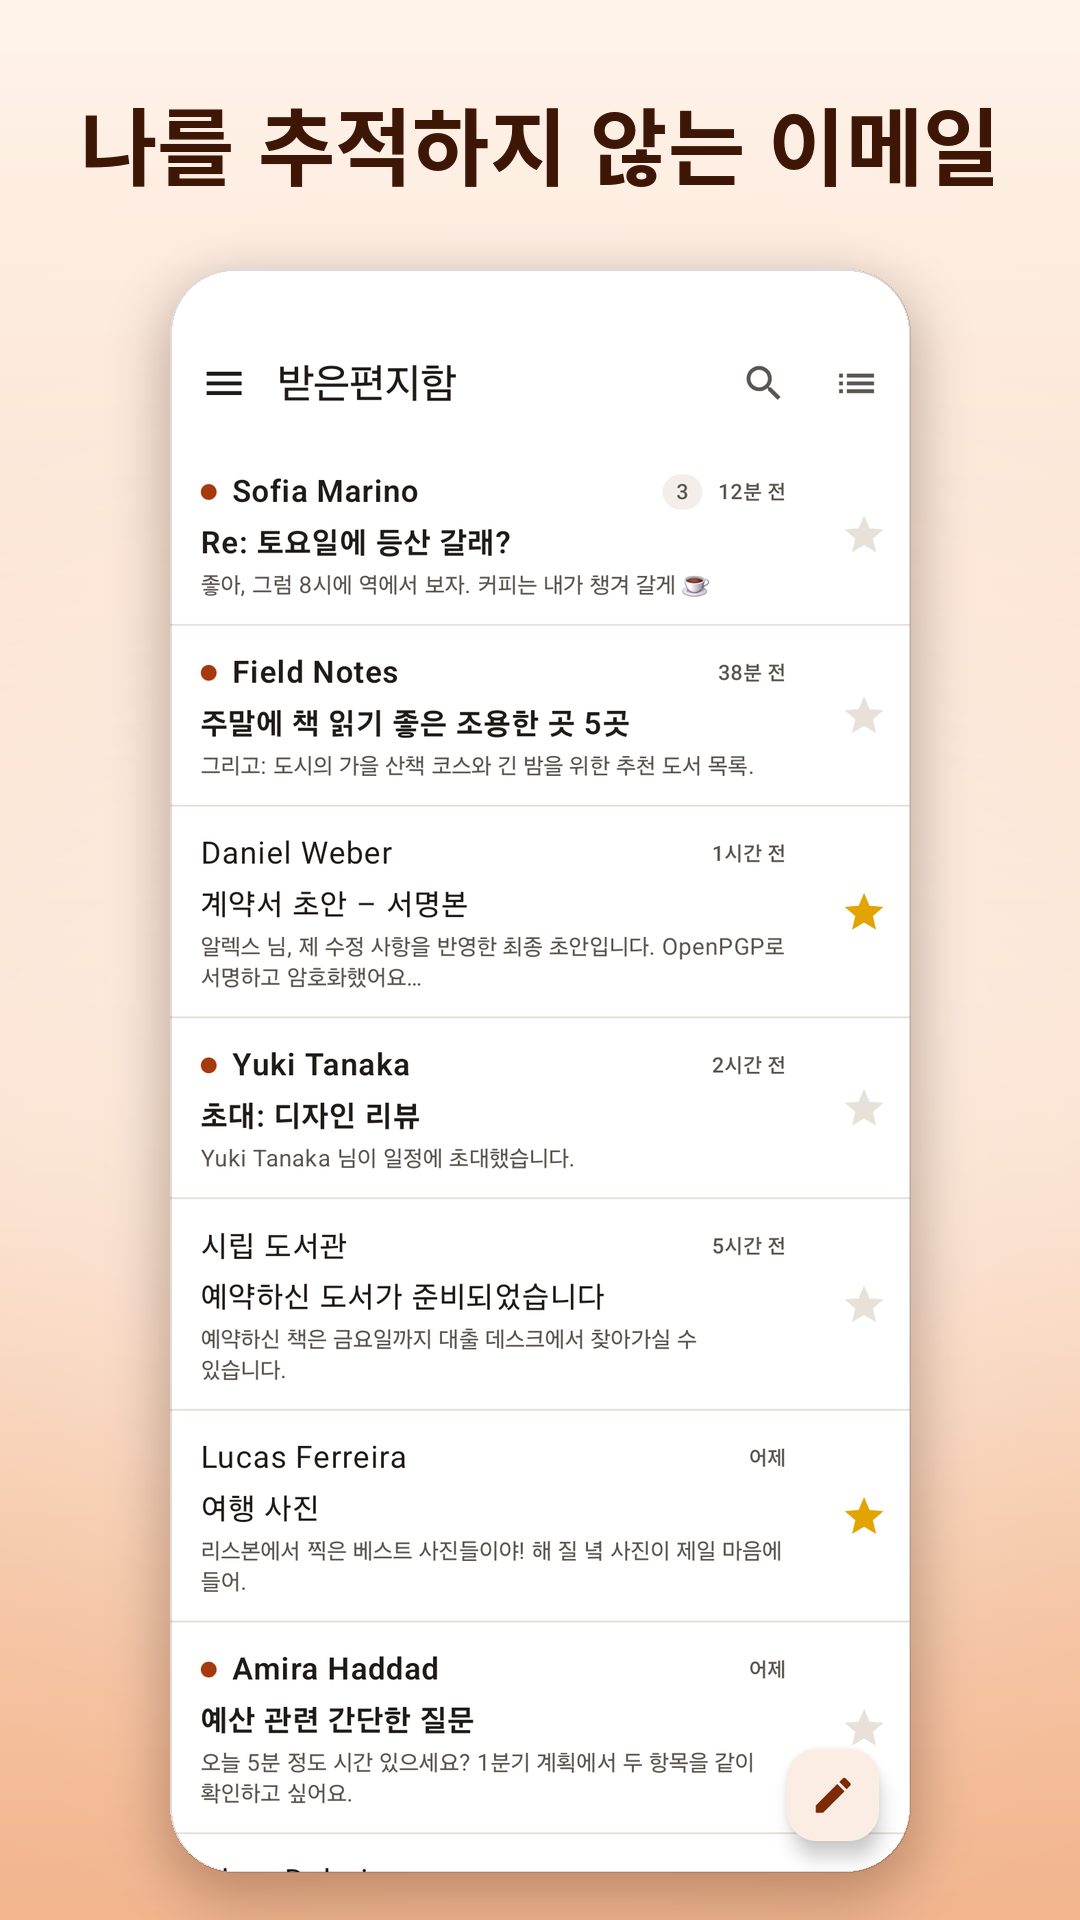 나를 추적하지 않는 이메일
받은편지함
Sofia Marino 3 12분 전
Re: 토요일에 등산 갈래?
좋아, 그럼 8시에 역에서 보자. 커피는 내가 챙겨 갈게 ☕
Field Notes 38분 전
주말에 책 읽기 좋은 조용한 곳 5곳
그리고: 도시의 가을 산책 코스와 긴 밤을 위한 추천 도서 목록.
Daniel Weber 1시간 전
계약서 초안 – 서명본
알렉스 님, 제 수정 사항을 반영한 최종 초안입니다. OpenPGP로
서명하고 암호화했어요...
Yuki Tanaka 2시간 전
초대: 디자인 리뷰
Yuki Tanaka 님이 일정에 초대했습니다.
시립 도서관 5시간 전
예약하신 도서가 준비되었습니다
예약하신 책은 금요일까지 대출 데스크에서 찾아가실 수
있습니다.
Lucas Ferreira 어제
여행 사진
리스본에서 찍은 베스트 사진들이야! 해 질 녘 사진이 제일 마음에
들어.
Amira Haddad 어제
예산 관련 간단한 질문
오늘 5분 정도 시간 있으세요? 1분기 계획에서 두 항목을 같이
확인하고 싶어요.